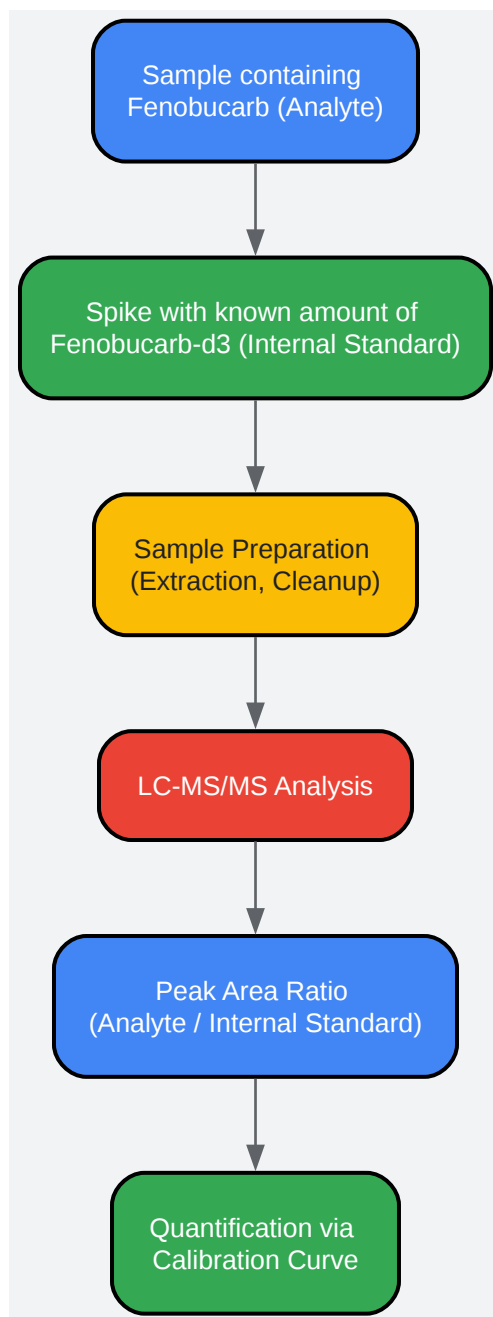 Sample containing
Fenobucarb (Analyte)
Spike with known amount of
Fenobucarb-d3 (Internal Standard)
Sample Preparation
(Extraction, Cleanup)
LC-MS/MS Analysis
Peak Area Ratio
(Analyte / Internal Standard)
Quantification via
Calibration Curve